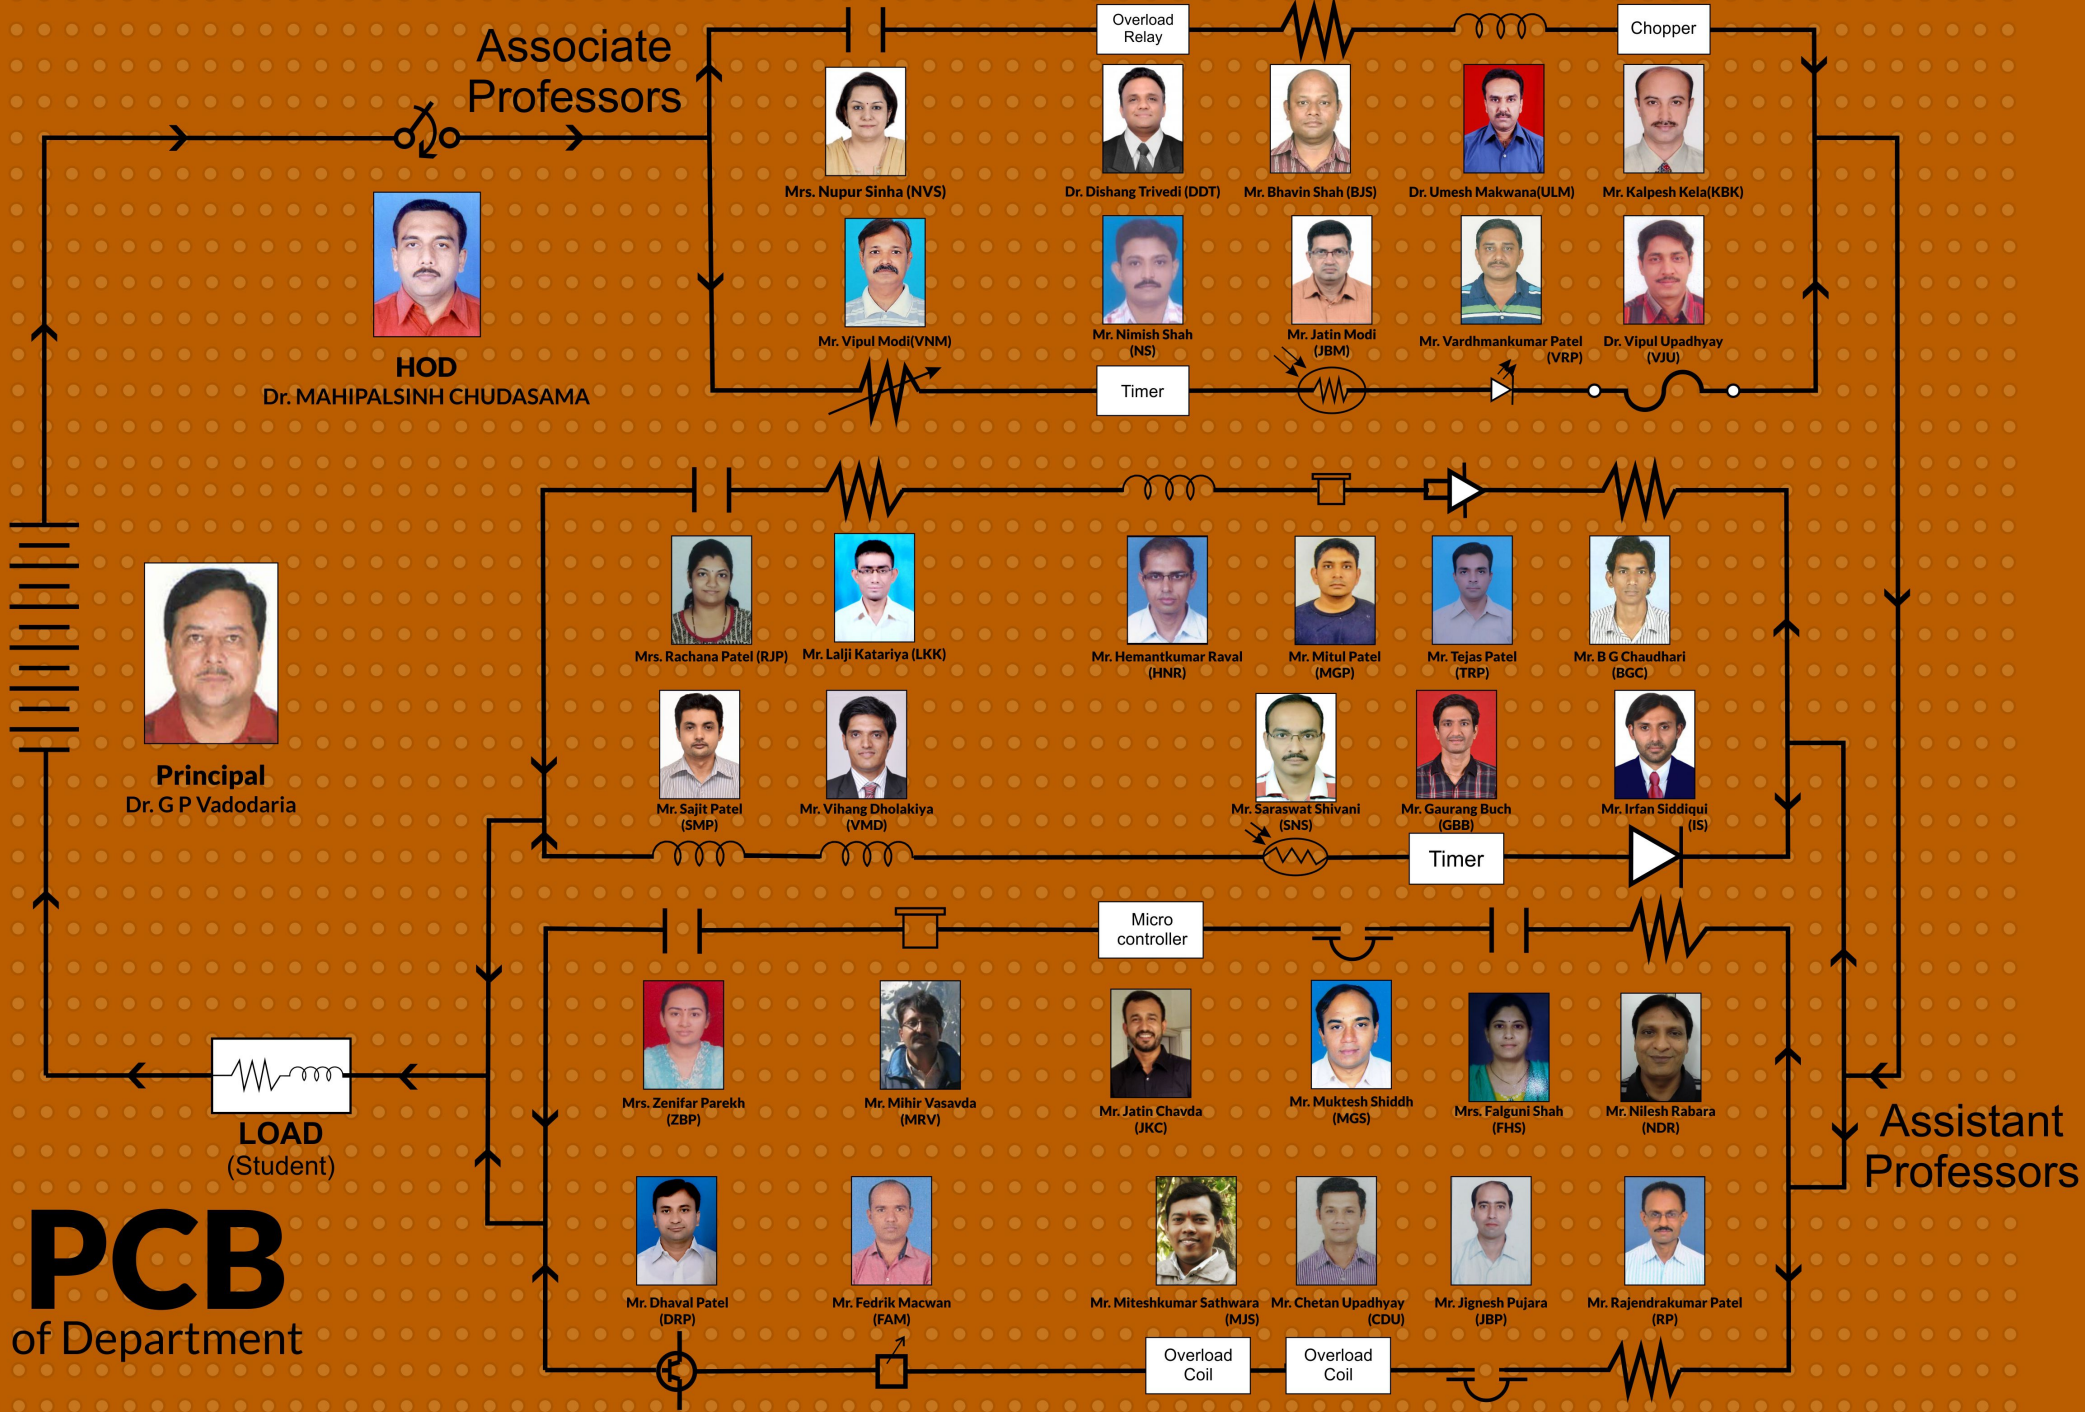 Associate
Professors
Overload
Relay
Chopper
Mrs. Nupur Sinha (NVS)
Dr. Dishang Trivedi (DDT)
Mr. Bhavin Shah (BJS)
Dr. Umesh Makwana(ULM)
Mr. Kalpesh Kela(KBK)
HOD
Dr. MAHIPALSINH CHUDASAMA
Mr. Vipul Modi(VNM)
Mr. Nimish Shah
(NS)
Mr. Jatin Modi
(JBM)
Mr. Vardhmankumar Patel
(VRP)
Dr. Vipul Upadhyay
(VJU)
Timer
Mrs. Rachana Patel (RJP)
Mr. Lalji Katariya (LKK)
Mr. Hemantkumar Raval
(HNR)
Mr. Mitul Patel
(MGP)
Mr. Tejas Patel
(TRP)
Mr. B G Chaudhari
(BGC)
Principal
Dr. G P Vadodaria
Mr. Sajit Patel
(SMP)
Mr. Vihang Dholakiya
(VMD)
Mr. Saraswat Shivani
(SNS)
Mr. Gaurang Buch
(GBB)
Mr. Irfan Siddiqui
(IS)
Timer
Micro
controller
Mrs. Zenifar Parekh
(ZBP)
Mr. Mihir Vasavda
(MRV)
Mr. Jatin Chavda
(JKC)
Mr. Muktesh Shiddh
(MGS)
Mrs. Falguni Shah
(FHS)
Mr. Nilesh Rabara
(NDR)
Assistant
Professors
LOAD
(Student)
Mr. Dhaval Patel
(DRP)
Mr. Fedrik Macwan
(FAM)
Mr. Miteshkumar Sathwara
(MJS)
Mr. Chetan Upadhyay
(CDU)
Mr. Jignesh Pujara
(JBP)
Mr. Rajendrakumar Patel
(RP)
PCB
of Department
Overload
Coil
Overload
Coil